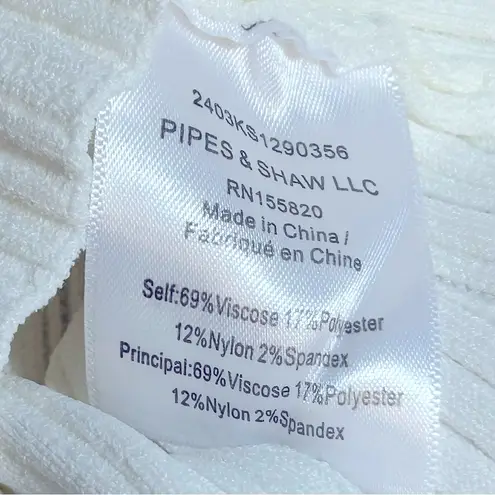 2403KS1290356
PIPES & SHAW LLC
RN155820
Made in China /
Fabriqué en Chine
Self:69%Viscose 17%Polyester
12%Nylon 2%Spandex
Principal:69%Viscose 17%Polyester
12%Nylon 2%Spandex